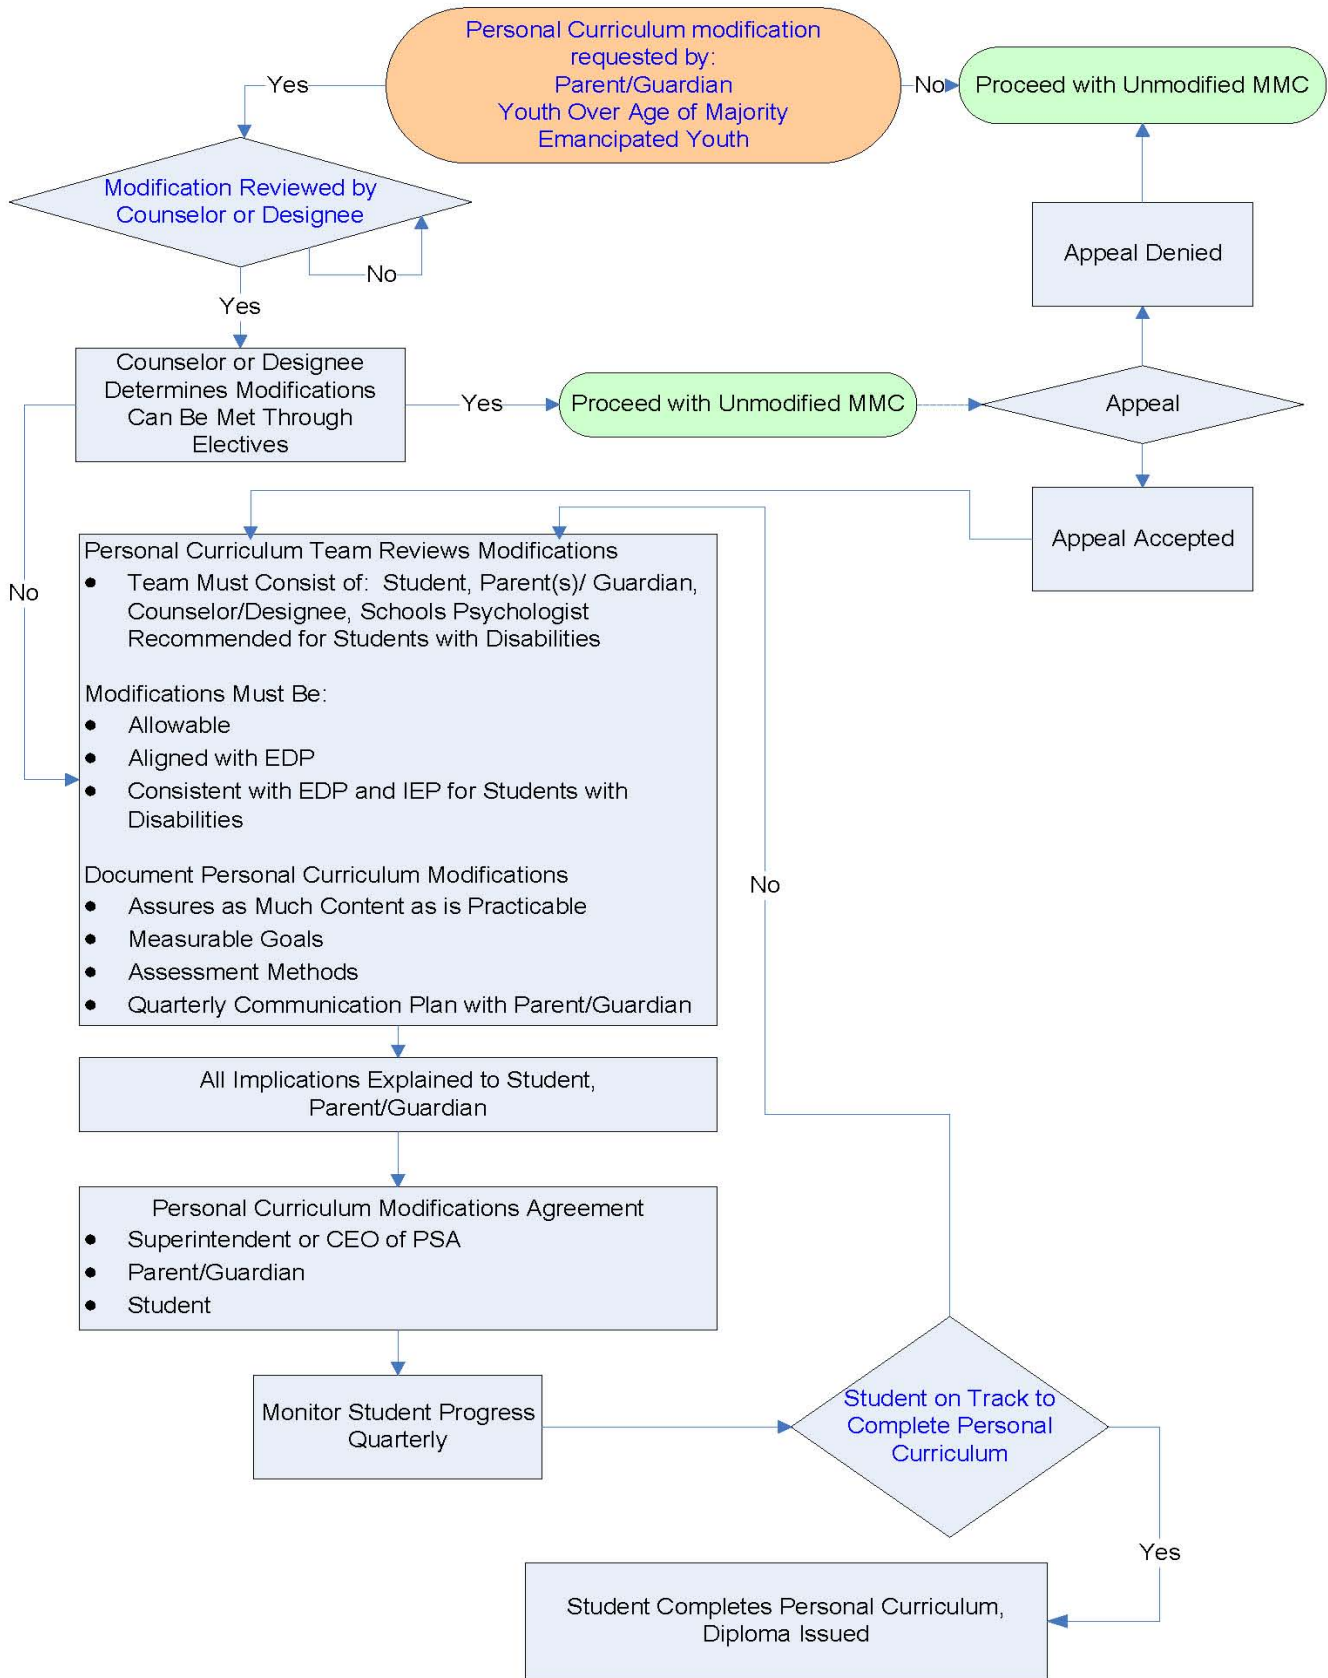 Personal Curriculum modification
requested by:
Parent/Guardian
Youth Over Age of Majority
Emancipated Youth
Yes
No
Proceed with Unmodified MMC
Modification Reviewed by
Counselor or Designee
No
Yes
Appeal Denied
Counselor or Designee
Determines Modifications
Can Be Met Through
Electives
Yes
Proceed with Unmodified MMC
Appeal
Appeal Accepted
No
Personal Curriculum Team Reviews Modifications
• Team Must Consist of: Student, Parent(s)/ Guardian,
Counselor/Designee, Schools Psychologist
Recommended for Students with Disabilities
Modifications Must Be:
• Allowable
• Aligned with EDP
• Consistent with EDP and IEP for Students with
Disabilities
Document Personal Curriculum Modifications
• Assures as Much Content as is Practicable
• Measurable Goals
• Assessment Methods
• Quarterly Communication Plan with Parent/Guardian
No
All Implications Explained to Student,
Parent/Guardian
Personal Curriculum Modifications Agreement
• Superintendent or CEO of PSA
• Parent/Guardian
• Student
Monitor Student Progress
Quarterly
Student on Track to
Complete Personal
Curriculum
Yes
Student Completes Personal Curriculum,
Diploma Issued